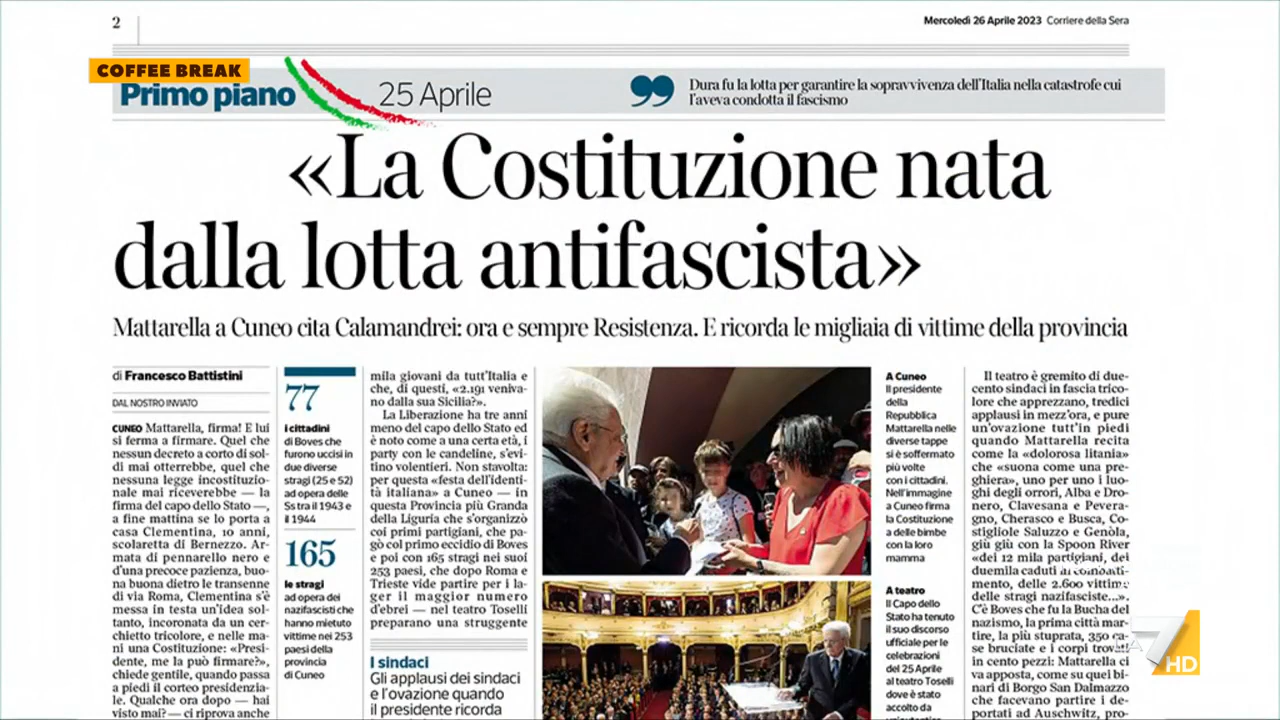 2
Mercoledì 26 Aprile 2023 Corriere della Sera
COFFEE BREAK
Primo piano
25 Aprile
Dura fu la lotta per garantire la sopravvivenza dell'Italia nella catastrofe cui
l'aveva condotta il fascismo
«La Costituzione nata
dalla lotta antifascista»
Mattarella a Cuneo cita Calamandrei: ora e sempre Resistenza. E ricorda le migliaia di vittime della provincia
di Francesco Battistini
DAL NOSTRO INVIATO
CUNEO Mattarella, firma! E lui
si ferma a firmare. Quel che
nessun decreto a corto di sol-
di mai otterrebbe, quel che
nessuna legge incostituzio-
nale mai riceverebbe — la
firma del capo dello Stato —,
a fine mattina se lo porta a
casa Clementina, 10 anni,
scolaretta di Bernezzo. Ar-
mata di pennarello nero e
d'una precoce pazienza, buo-
na buona dietro le transenne
di via Roma, Clementina s'è
messa in testa un'idea sol-
tanto, incoronata da un cer-
chietto tricolore, e nelle ma-
ni una Costituzione: «Presi-
dente, me la può firmare?»,
chiede gentile, quando passa
a piedi il corteo presidenzia-
le. Qualche ora dopo — hai
visto mai? — ci riprova anche
77
i cittadini
di Boves che
furono uccisi in
due diverse
stragi (25 e 52)
ad opera delle
Ss tra il 1943 e
il 1944
165
le stragi
ad opera dei
nazifascisti che
hanno mietuto
vittime nei 253
paesi della
provincia
di Cuneo
mila giovani da tutt'Italia e
che, di questi, «2.191 veniva-
no dalla sua Sicilia?».
La Liberazione ha tre anni
meno del capo dello Stato ed
è noto come a una certa età, i
party con le candeline, s'evi-
tino volentieri. Non stavolta:
per questa «festa dell'identi-
tà italiana» a Cuneo — in
questa Provincia più Granda
della Liguria che s'organizzò
coi primi partigiani, che pa-
gò col primo eccidio di Boves
e poi con 165 stragi nei suoi
253 paesi, che dopo Roma e
Trieste vide partire per i la-
ger il maggior numero
d'ebrei — nel teatro Toselli
preparano una struggente
I sindaci
Gli applausi dei sindaci
e l'ovazione quando
il presidente ricorda
A Cuneo
Il presidente
della
Repubblica
Mattarella nelle
diverse tappe
si è soffermato
più volte
con i cittadini.
Nell'immagine
a Cuneo firma
la Costituzione
a delle bimbe
con la loro
mamma
A teatro
Il Capo dello
Stato ha tenuto
il suo discorso
ufficiale per le
celebrazioni
del 25 Aprile
al teatro Toselli
dove è stato
accolto da
Il teatro è gremito di due-
cento sindaci in fascia trico-
lore che apprezzano, tredici
applausi in mezz'ora, e pure
un'ovazione tutt'in piedi
quando Mattarella recita
come la «dolorosa litania»
che «suona come una pre-
ghiera», uno per uno i luo-
ghi degli orrori, Alba e Dro-
nero, Clavesana e Pevera-
gno, Cherasco e Busca, Co-
stigliole Saluzzo e Genòla,
giù giù con la Spoon River
«dei 12 mila partigiani, dei
duemila caduti in combatti-
mento, delle 2.600 vittime
delle stragi nazifasciste...».
C'è Boves che fu la Bucha del
nazismo, la prima città mar-
tire, la più stuprata, 350 ca-
se bruciate e i corpi trovati
in cento pezzi: Mattarella ci
va apposta, come su quei bi-
nari di Borgo San Dalmazzo
che facevano partire i de-
portati ad Auschwitz, pro-
LA 7 HD